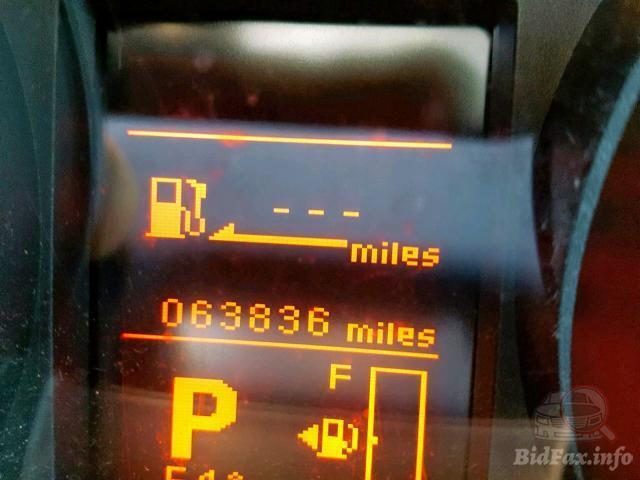 ---
miles
063836 miles
F
P
BidFax.info